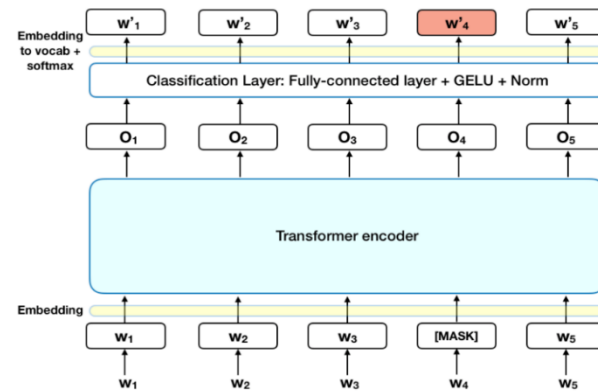 Embedding
to vocab +
softmax
w'₁ w'₂ w'₃ w'₄ w'₅
Classification Layer: Fully-connected layer + GELU + Norm
O₁ O₂ O₃ O₄ O₅
Transformer encoder
Embedding
W₁ W₂ W₃ [MASK] W₅
W₁ W₂ W₃ W₄ W₅